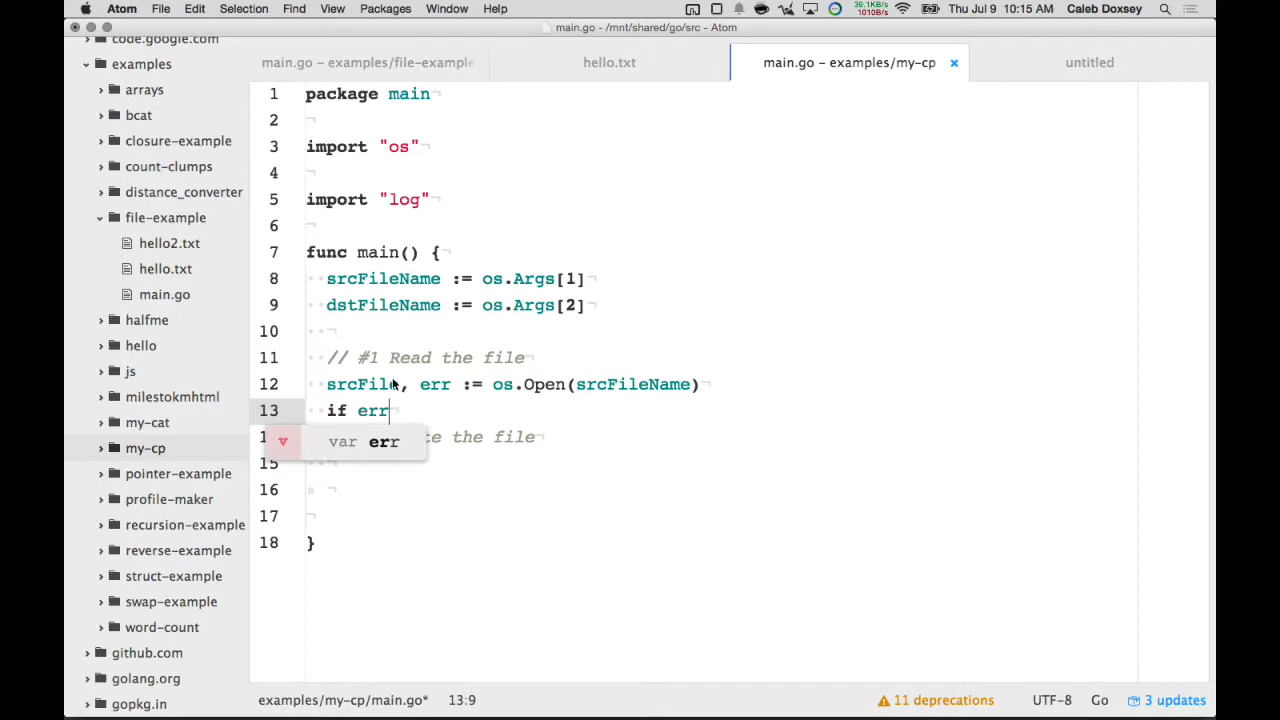 Atom File Edit Selection Find View Packages Window Help 39.1KB/s 1010B/s Thu Jul 9 10:15 AM Caleb Doxsey
main.go - /mnt/shared/go/src - Atom
code.google.com
examples
arrays
bcat
closure-example
count-clumps
distance_converter
file-example
hello2.txt
hello.txt
main.go
halfme
hello
js
milestokmhtml
my-cat
my-cp
pointer-example
profile-maker
recursion-example
reverse-example
struct-example
swap-example
word-count
github.com
golang.org
gopkg.in
main.go – examples/file-example
hello.txt
main.go – examples/my-cp
untitled
1 package main
2
3 import "os"
4
5 import "log"
6
7 func main() {
8 srcFileName := os.Args[1]
9 dstFileName := os.Args[2]
10
11 // #1 Read the file
12 srcFile, err := os.Open(srcFileName)
13 if err
v var err
te the file
15
16
17
18 }
examples/my-cp/main.go* 13:9 11 deprecations UTF-8 Go 3 updates